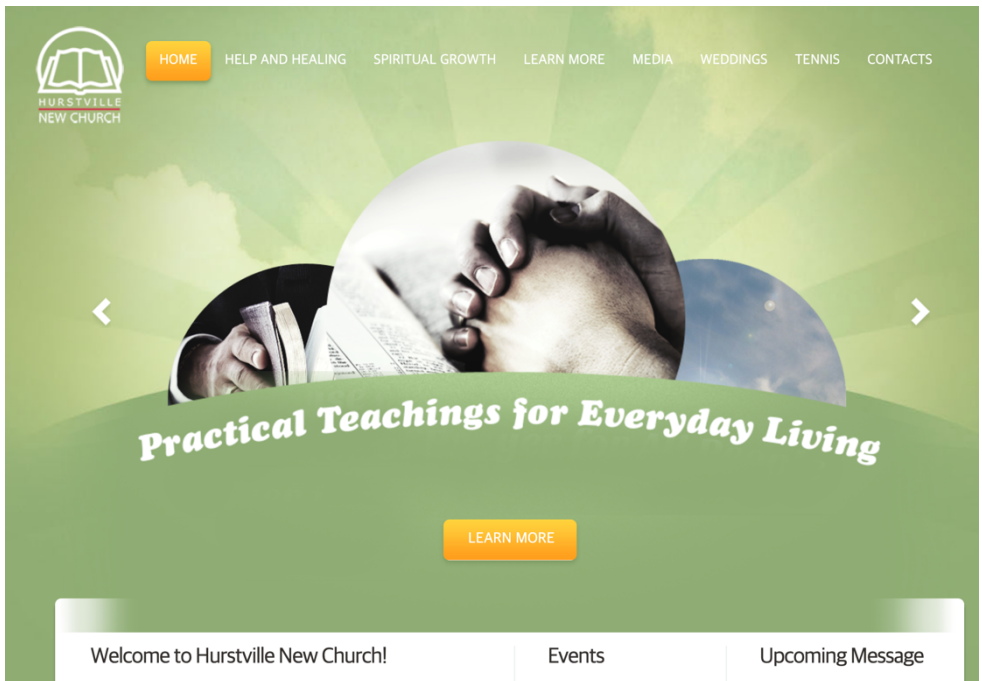 HURSTVILLE
NEW CHURCH
HOME HELP AND HEALING SPIRITUAL GROWTH LEARN MORE MEDIA WEDDINGS TENNIS CONTACTS
Practical Teachings for Everyday Living
LEARN MORE
Welcome to Hurstville New Church! Events Upcoming Message